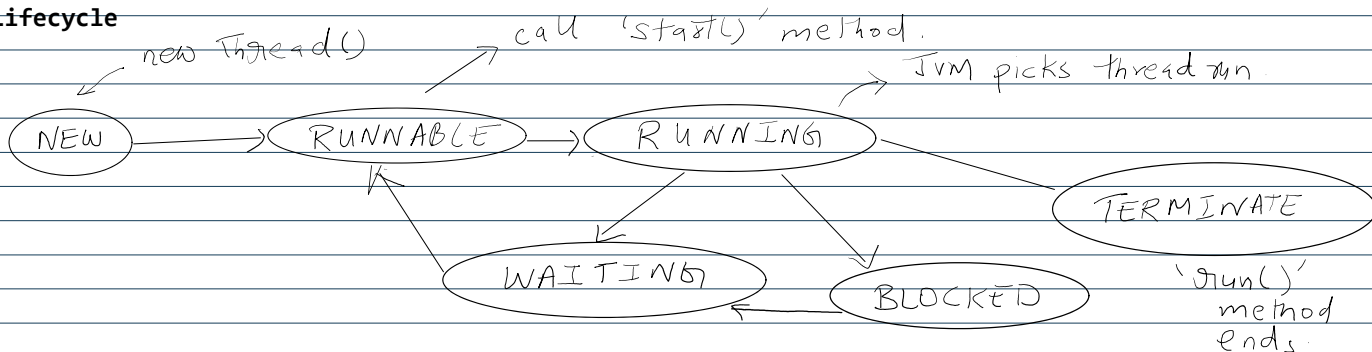 Lifecycle
new Thread()
call 'start()' method.
JVM picks thread run
NEW
RUNNABLE
RUNNING
TERMINATE
WAITING
BLOCKED
'run()'
method
ends.